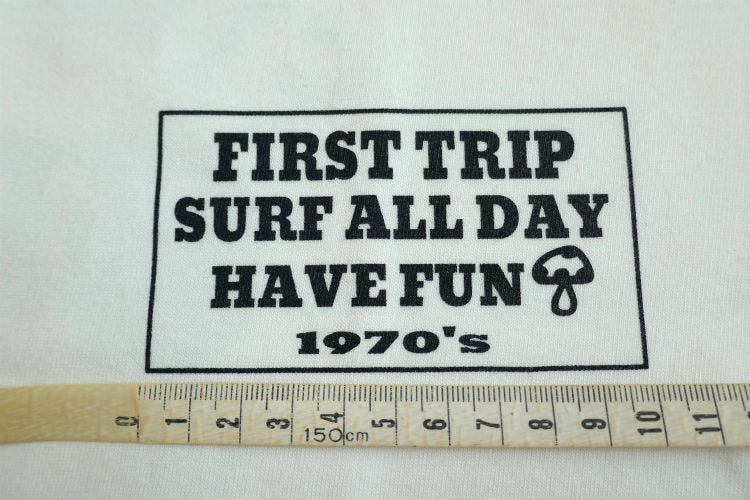 FIRST TRIP
SURF ALL DAY
HAVE FUN
1970's
0 1 2 3 4 5 6 7 8 9 10 11
150cm